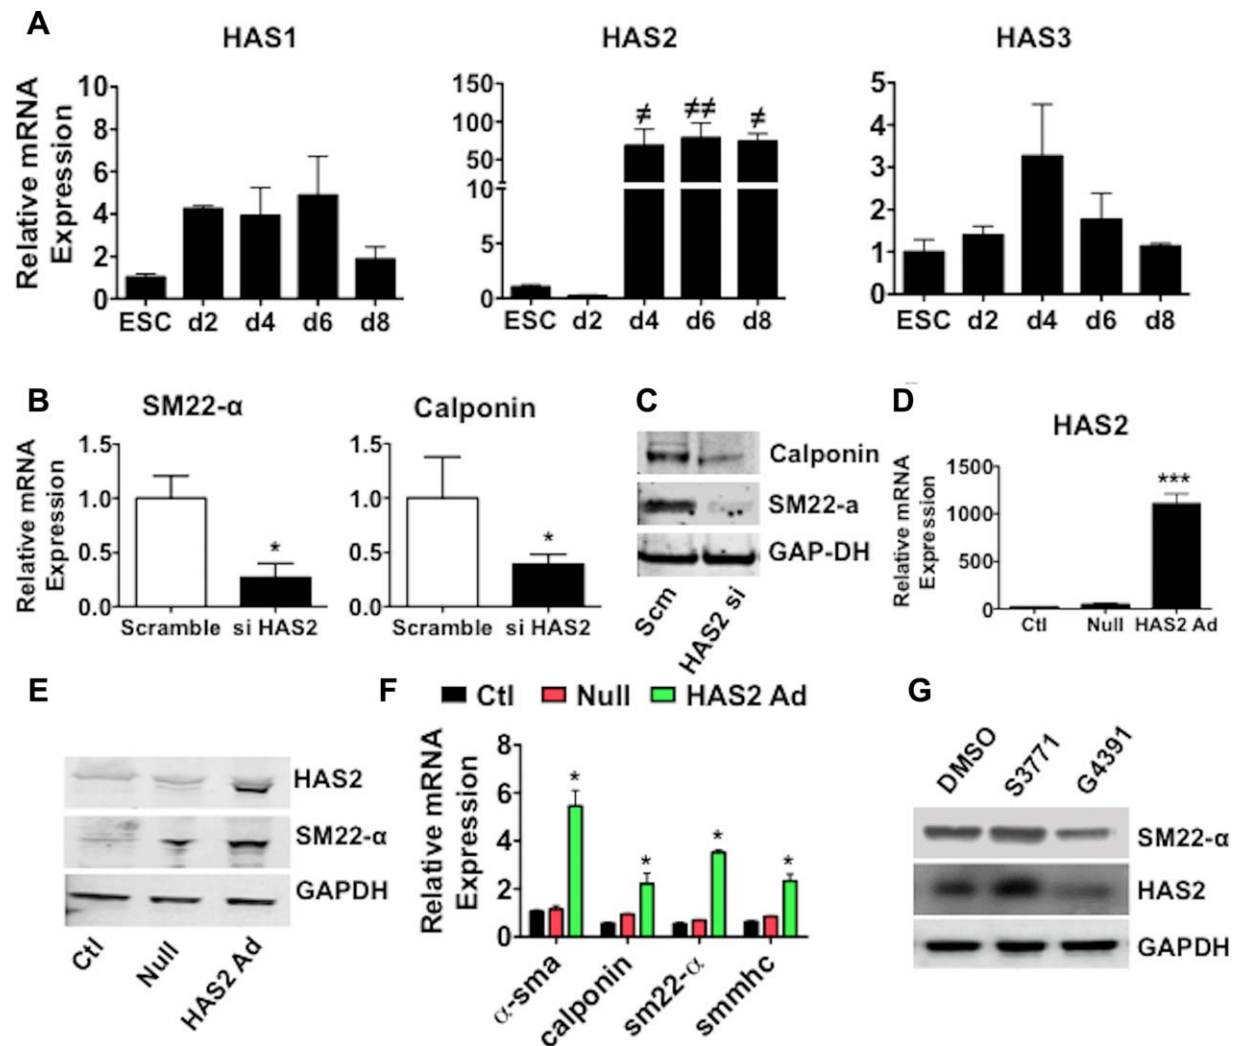 A
HAS1
HAS2
HAS3
Relative mRNA
Expression
10
8
6
4
2
0
ESC d2 d4 d6 d8
150
100
50
10
5
0
≠ ≠≠ ≠
ESC d2 d4 d6 d8
5
4
3
2
1
0
ESC d2 d4 d6 d8
B
SM22-α
Calponin
Relative mRNA
Expression
1.5
1.0
0.5
0.0
*
Scramble si HAS2
1.5
1.0
0.5
0.0
*
Scramble si HAS2
C
Calponin
SM22-a
GAP-DH
Scm
HAS2 si
D
HAS2
Relative mRNA
Expression
1500
1000
500
0
***
Ctl Null HAS2 Ad
E
HAS2
SM22-α
GAPDH
Ctl
Null
HAS2 Ad
F
Ctl Null HAS2 Ad
Relative mRNA
Expression
8
6
4
2
0
* * * *
α-sma
calponin
sm22-α
smmhc
G
DMSO
S3771
G4391
SM22-α
HAS2
GAPDH